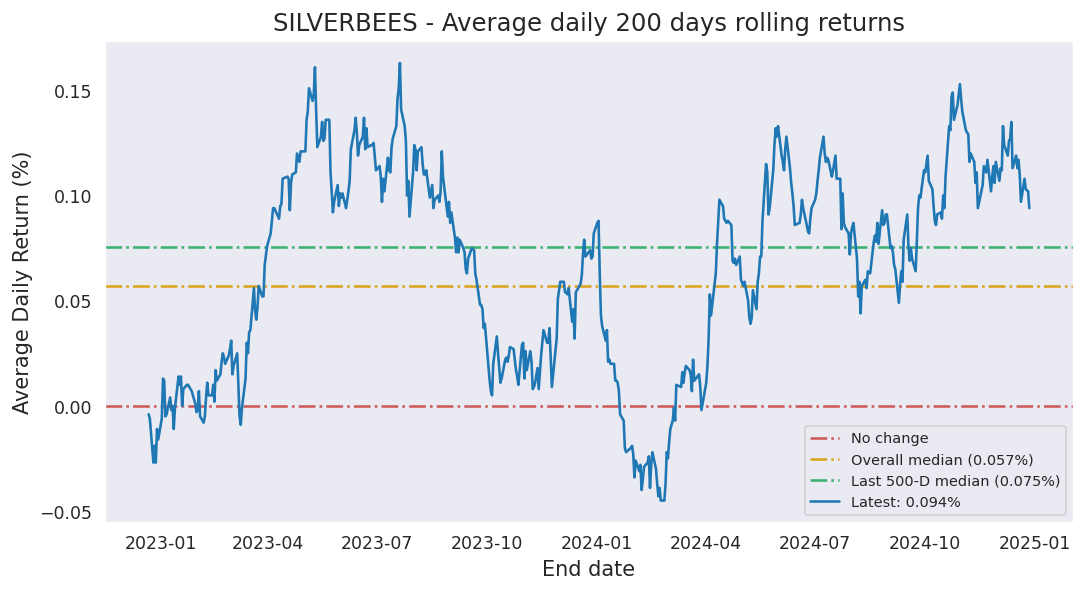 SILVERBEES - Average daily 200 days rolling returns
Average Daily Return (%)
0.15
0.10
0.05
0.00
−0.05
No change
Overall median (0.057%)
Last 500-D median (0.075%)
Latest: 0.094%
2023-01 2023-04 2023-07 2023-10 2024-01 2024-04 2024-07 2024-10 2025-01
End date